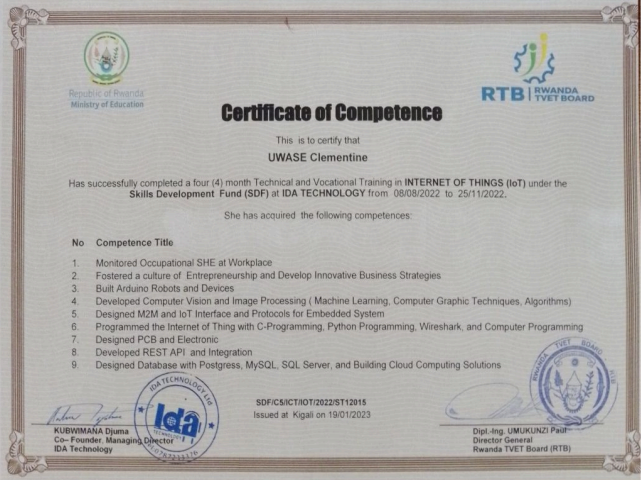 Republic of Rwanda
Ministry of Education
RTB | RWANDA
TVET BOARD
Certificate of Competence
This is to certify that
UWASE Clementine
Has successfully completed a four (4) month Technical and Vocational Training in INTERNET OF THINGS (IoT) under the
Skills Development Fund (SDF) at IDA TECHNOLOGY from 08/08/2022 to 25/11/2022.
She has acquired the following competences:
No Competence Title
1. Monitored Occupational SHE at Workplace
2. Fostered a culture of Entrepreneurship and Develop Innovative Business Strategies
3. Built Arduino Robots and Devices
4. Developed Computer Vision and Image Processing ( Machine Learning, Computer Graphic Techniques, Algorithms)
5. Designed M2M and IoT Interface and Protocols for Embedded System
6. Programmed the Internet of Thing with C-Programming, Python Programming, Wireshark, and Computer Programming
7. Designed PCB and Electronic
8. Developed REST API and Integration
9. Designed Database with Postgress, MySQL, SQL Server, and Building Cloud Computing Solutions
RWANDA TVET BOARD
IDA TECHNOLOGY Ltd
Ida
TECHNOLOGY
SDF/C5/ICT/IOT/2022/ST12015
Issued at Kigali on 19/01/2023
KUBWIMANA Djuma
Co– Founder, Managing Director
IDA Technology
Dipl.-Ing. UMUKUNZI Paul
Director General
Rwanda TVET Board (RTB)